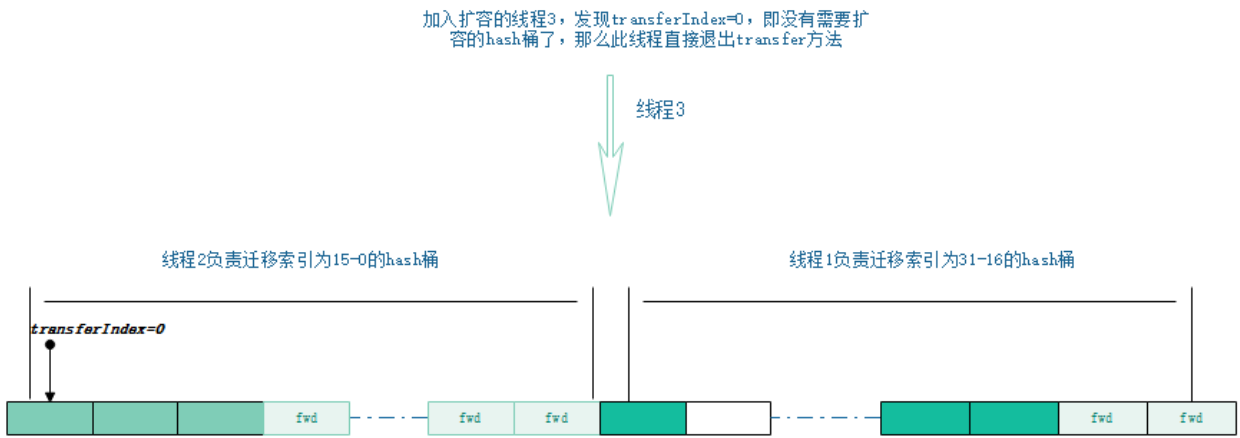 加入扩容的线程3，发现transferIndex=0，即没有需要扩
容的hash桶了，那么此线程直接退出transfer方法
线程3
线程2负责迁移索引为15-0的hash桶
线程1负责迁移索引为31-16的hash桶
transferIndex=0
fwd
fwd
fwd
fwd
fwd